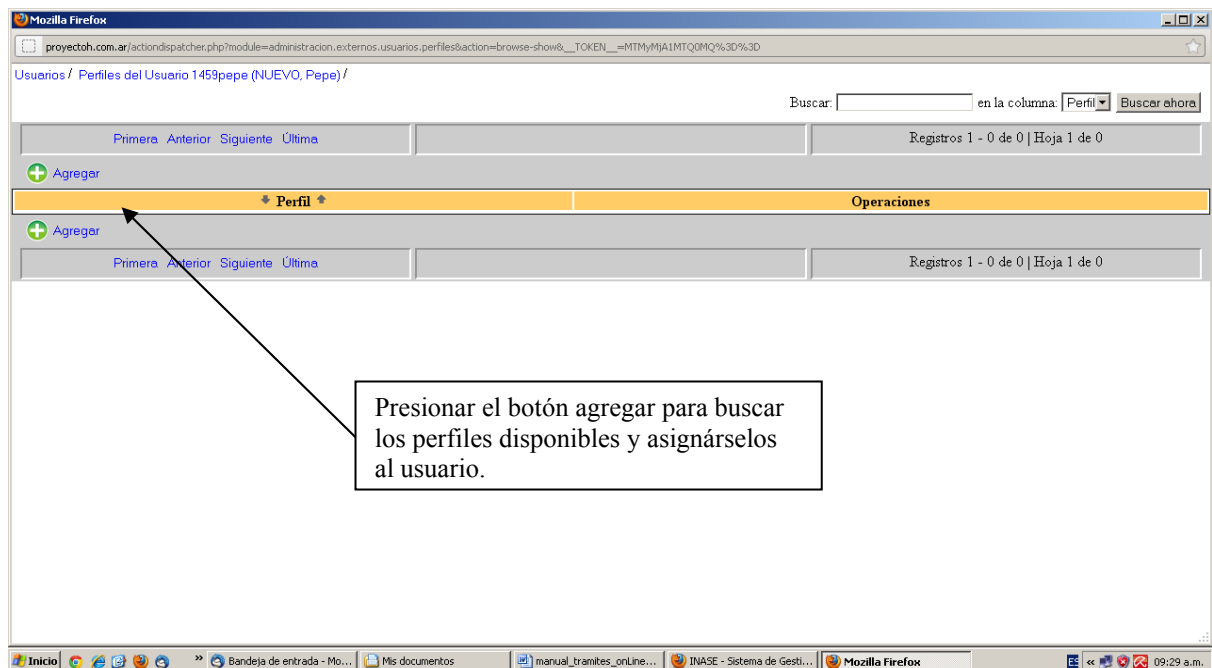 Mozilla Firefox
proyectoh.com.ar/actiondispatcher.php?module=administracion.externos.usuarios.perfiles&action=browse-show&__TOKEN__=MTMyMjA1MTQ0MQ%3D%3D
Usuarios / Perfiles del Usuario 1459pepe (NUEVO, Pepe) /
Buscar: en la columna: Perfil Buscar ahora
Primera Anterior Siguiente Última Registros 1 - 0 de 0 | Hoja 1 de 0
Agregar
Perfil Operaciones
Agregar
Primera Anterior Siguiente Última Registros 1 - 0 de 0 | Hoja 1 de 0
Presionar el botón agregar para buscar
los perfiles disponibles y asignárselos
al usuario.
Inicio » Bandeja de entrada - Mo... Mis documentos manual_tramites_onLine... INASE - Sistema de Gesti... Mozilla Firefox ES « 09:29 a.m.